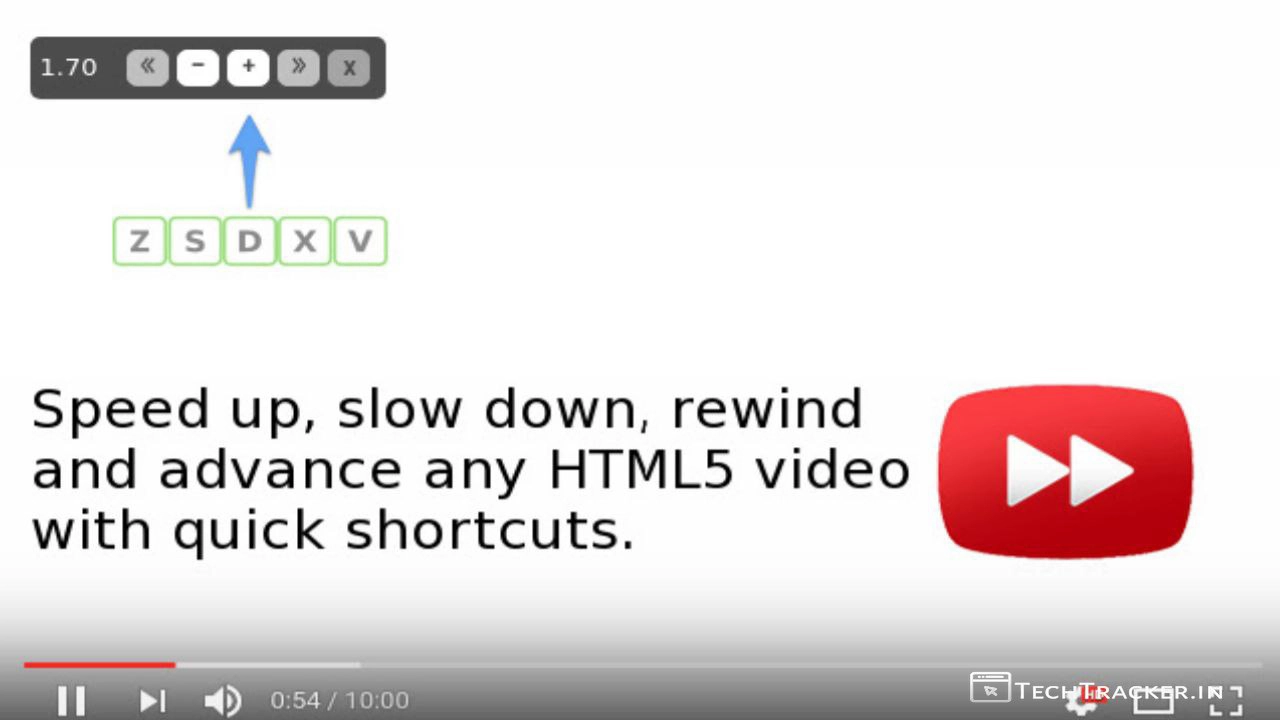 1.70 « - + » x
Z S D X V
Speed up, slow down, rewind
and advance any HTML5 video
with quick shortcuts.
0:54 / 10:00
HD
TECHTRACKER.IN